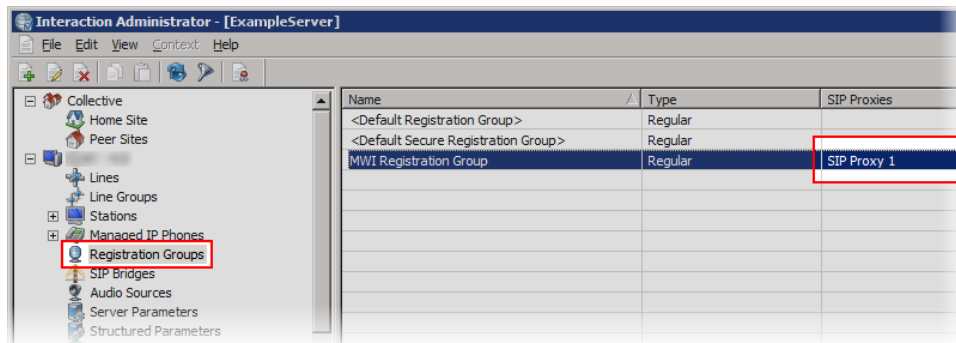 Interaction Administrator - [ExampleServer]
File Edit View Context Help
Collective
Home Site
Peer Sites
Lines
Line Groups
Stations
Managed IP Phones
Registration Groups
SIP Bridges
Audio Sources
Server Parameters
Structured Parameters
Name Type SIP Proxies
<Default Registration Group> Regular
<Default Secure Registration Group> Regular
MWI Registration Group Regular SIP Proxy 1